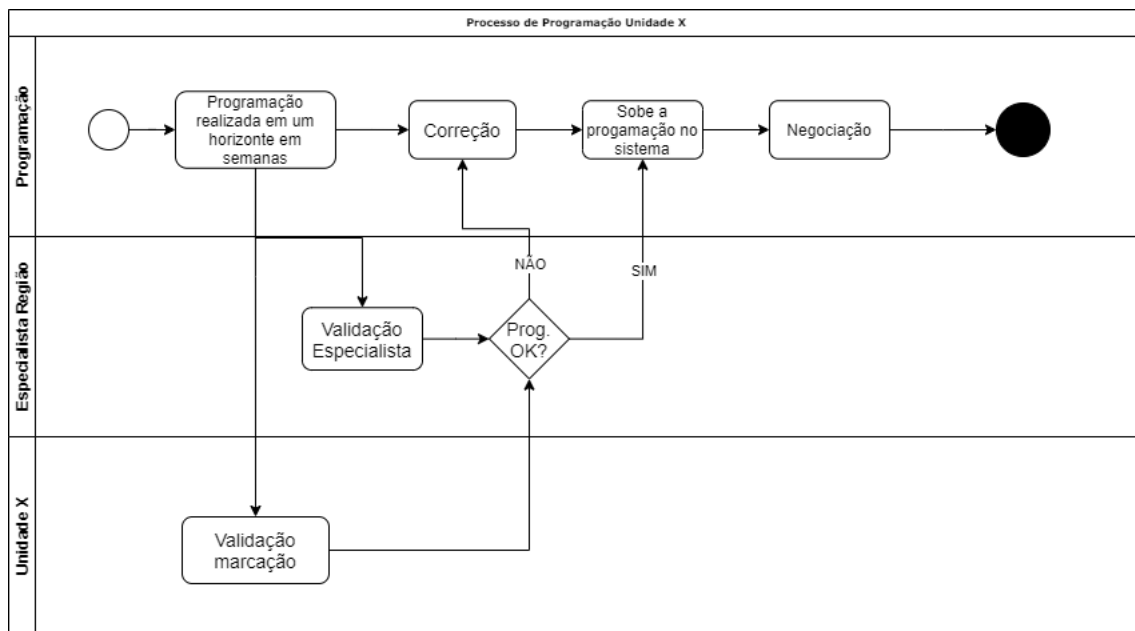 Processo de Programação Unidade X
Programação
Programação
realizada em um
horizonte em
semanas
Correção
Sobe a
progamação no
sistema
Negociação
Especialista Região
NÃO
SIM
Validação
Especialista
Prog.
OK?
Unidade X
Validação
marcação